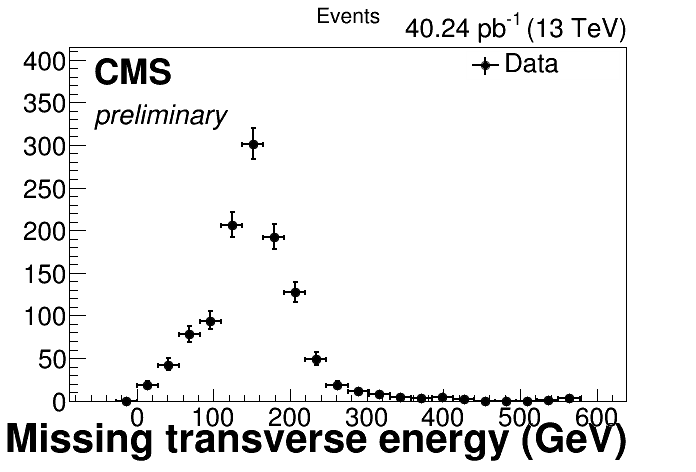 Events
40.24 pb-1 (13 TeV)
CMS
preliminary
Data
400
350
300
250
200
150
100
50
0
0 100 200 300 400 500 600
Missing transverse energy (GeV)